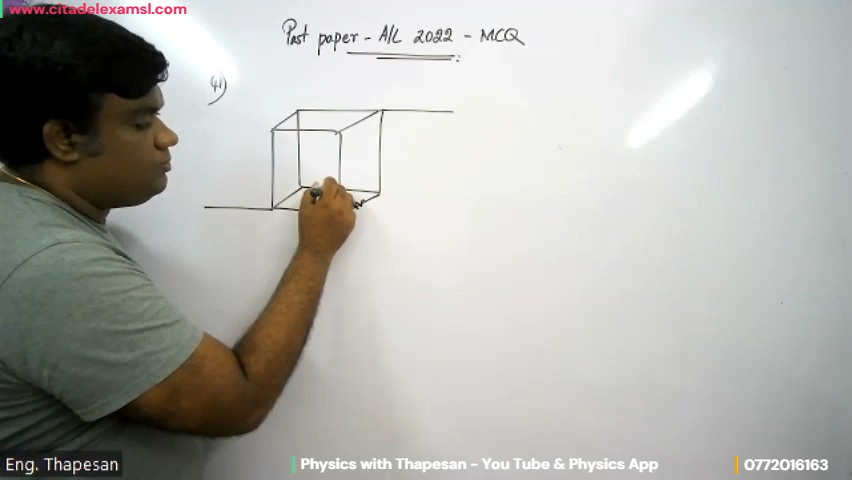 www.citadelexamsl.com
Past paper - A/L 2022 - MCQ
41)
Eng. Thapesan
Physics with Thapesan - You Tube & Physics App
0772016163